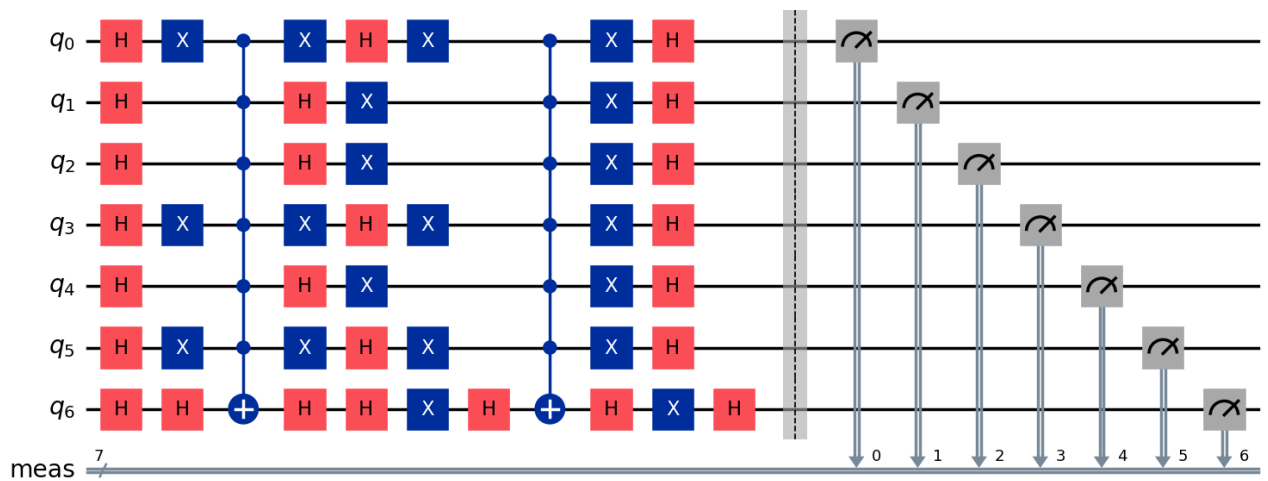 q0 H X X H X X H
q1 H H X X H
q2 H H X X H
q3 H X X H X X H
q4 H H X X H
q5 H X X H X X H
q6 H H H H X H H X H
7 0 1 2 3 4 5 6
meas